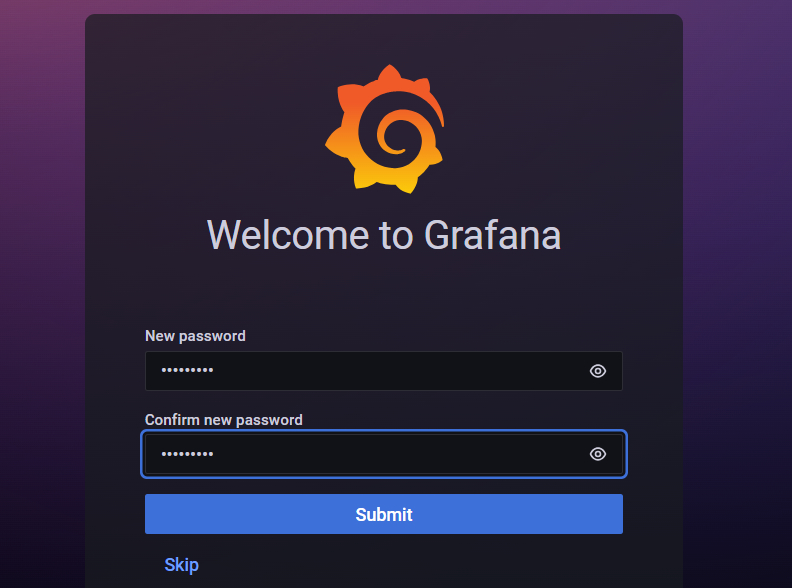 Welcome to Grafana
New password
•••••••••
Confirm new password
•••••••••
Submit
Skip